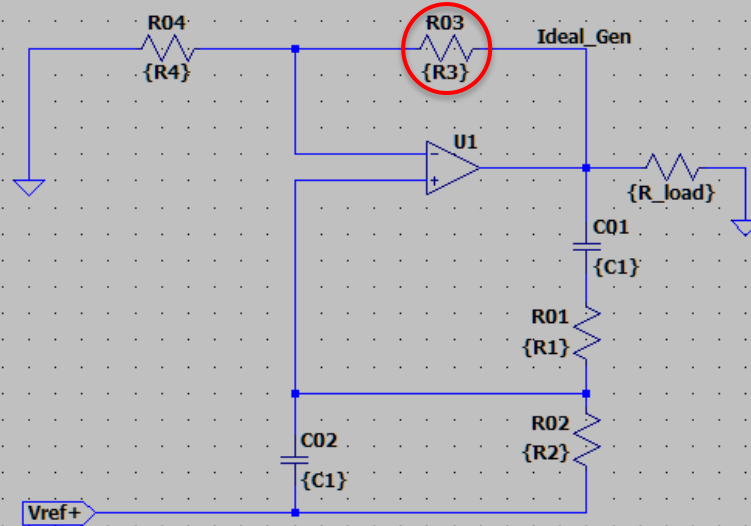 R04
{R4}
R03
{R3}
Ideal_Gen
U1
{R_load}
C01
{C1}
R01
{R1}
R02
{R2}
C02
{C1}
Vref+